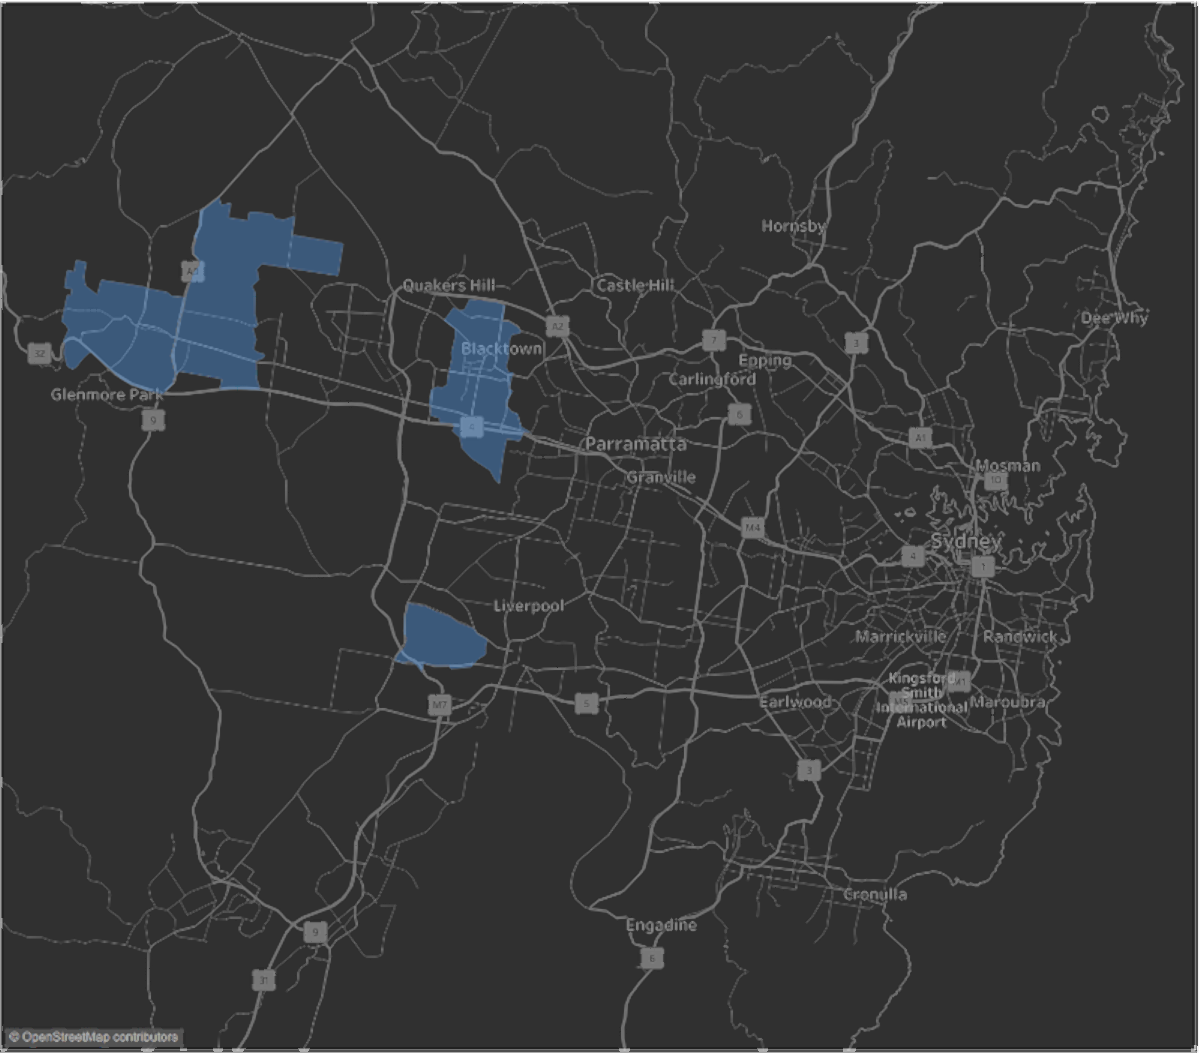 Hornsby
A9
Quakers Hill
Castle Hill
Dee Why
A2
7
3
32
Blacktown
Epping
Carlingford
Glenmore Park
9
6
4
A1
Parramatta
Mosman
Granville
10
M4
Sydney
4
1
Liverpool
Marrickville
Randwick
Kingsford
Smith
International
Airport
M1
Earlwood
Maroubra
M7
5
3
Cronulla
Engadine
9
6
31
© OpenStreetMap contributors